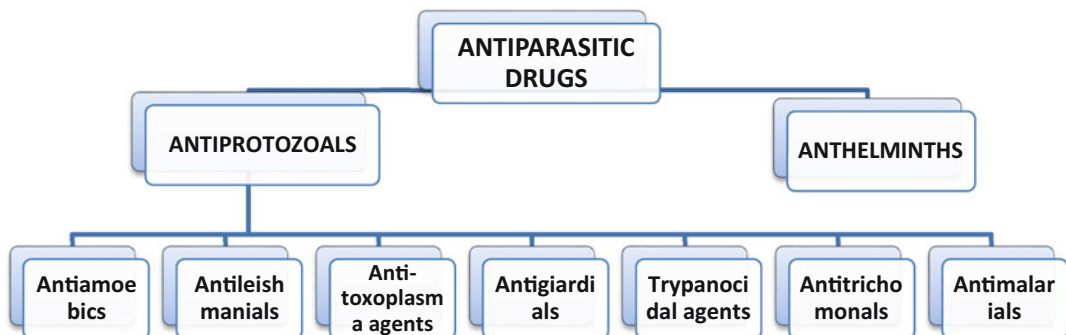 ANTIPARASITIC
DRUGS
ANTIPROTOZOALS
ANTHELMINTHS
Antiamoe
bics
Antileish
manials
Anti-
toxoplasm
a agents
Antigiardi
als
Trypanoci
dal agents
Antitricho
monals
Antimalar
ials